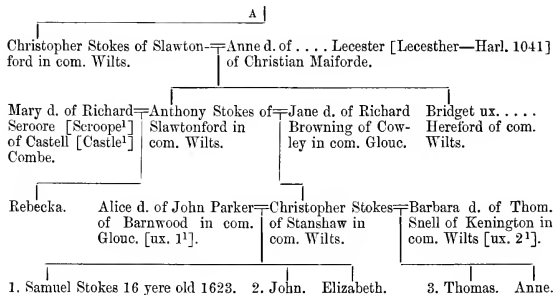 A
Christopher Stokes of Slawton- Anne d. of . . . . Lecester [Lecesther—Harl. 1041]
ford in com. Wilts. of Christian Maiforde.
Mary d. of Richard Anthony Stokes of Jane d. of Richard Bridget ux. . . . . .
Seroore [Scroope¹] Slawtonford in Browning of Cow- Hereford of com.
of Castell [Castle¹] com. Wilts. ley in com. Glouc. Wilts.
Combe.
Rebecka. Alice d. of John Parker Christopher Stokes Barbara d. of Thom.
of Barnwood in com. of Stanshaw in Snell of Kenington in
Glouc. [ux. 1¹]. com. Wilts. com. Wilts [ux. 2¹].
1. Samuel Stokes 16 yere old 1623. 2. John. Elizabeth. 3. Thomas. Anne.